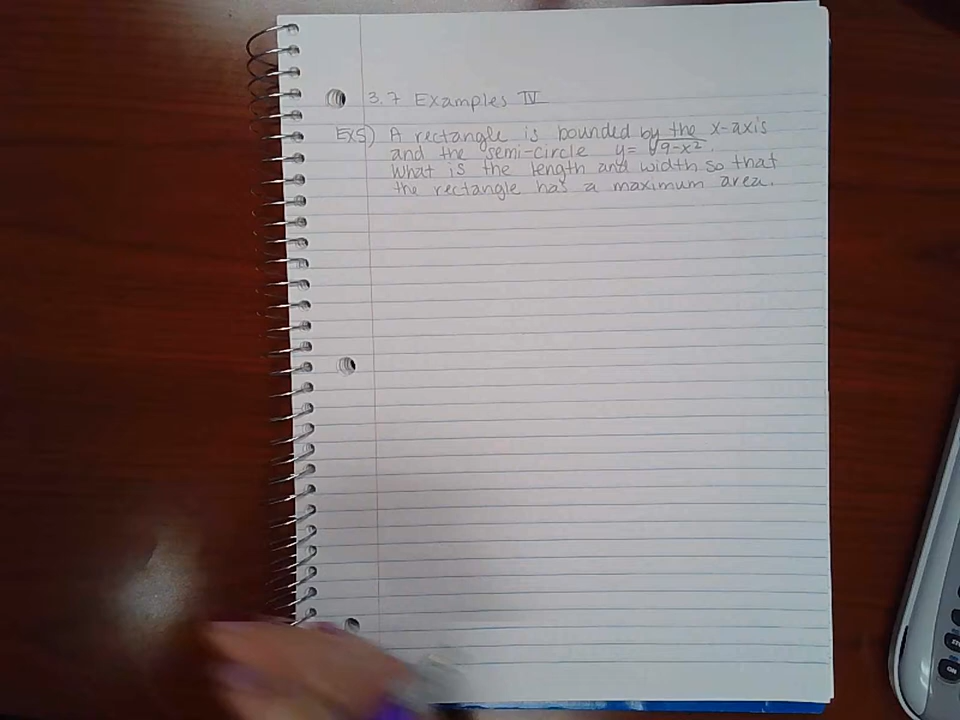 3.7 Examples IV
EX5) A rectangle is bounded by the x-axis
and the semi-circle y= √9-x².
What is the length and width so that
the rectangle has a maximum area.